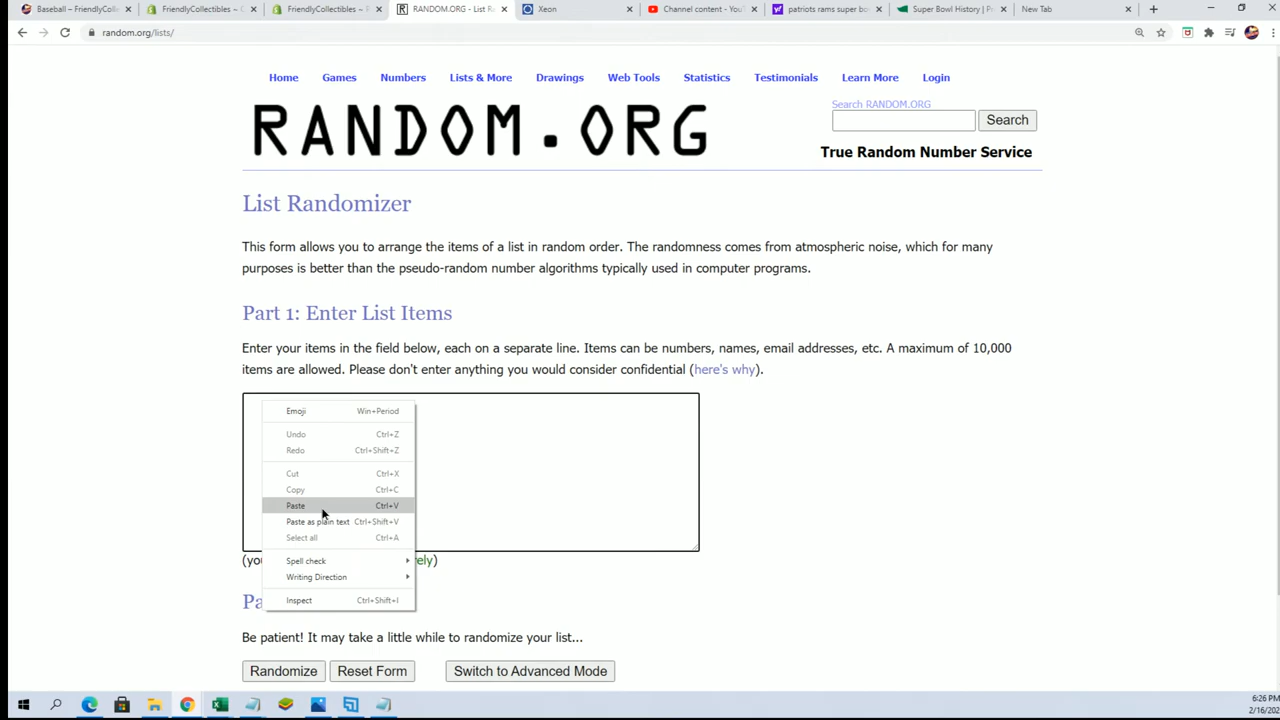 Baseball – FriendlyCollectibl
FriendlyCollectibles ~
FriendlyCollectibles ~
RANDOM.ORG - List R
Xeon
Channel content - You
patriots rams super bo
Super Bowl History | P
New Tab
random.org/lists/
Home Games Numbers Lists & More Drawings Web Tools Statistics Testimonials Learn More Login
RANDOM.ORG
Search RANDOM.ORG
Search
True Random Number Service
List Randomizer
This form allows you to arrange the items of a list in random order. The randomness comes from atmospheric noise, which for many
purposes is better than the pseudo-random number algorithms typically used in computer programs.
Part 1: Enter List Items
Enter your items in the field below, each on a separate line. Items can be numbers, names, email addresses, etc. A maximum of 10,000
items are allowed. Please don't enter anything you would consider confidential (here's why).
Emoji Win+Period
Undo Ctrl+Z
Redo Ctrl+Shift+Z
Cut Ctrl+X
Copy Ctrl+C
Paste Ctrl+V
Paste as plain text Ctrl+Shift+V
Select all Ctrl+A
Spell check
Writing Direction
Inspect Ctrl+Shift+I
(yo ely)
Pa
Be patient! It may take a little while to randomize your list...
Randomize Reset Form Switch to Advanced Mode
6:26 PM
2/16/202